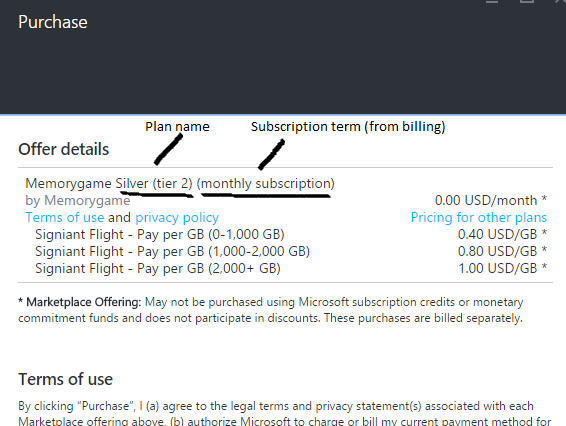 Purchase
Plan name
Subscription term (from billing)
Offer details
Memorygame Silver (tier 2) (monthly subscription)
by Memorygame 0.00 USD/month *
Terms of use and privacy policy Pricing for other plans
Signiant Flight - Pay per GB (0-1,000 GB) 0.40 USD/GB *
Signiant Flight - Pay per GB (1,000-2,000 GB) 0.80 USD/GB *
Signiant Flight - Pay per GB (2,000+ GB) 1.00 USD/GB *
* Marketplace Offering: May not be purchased using Microsoft subscription credits or monetary
commitment funds and does not participate in discounts. These purchases are billed separately.
Terms of use
By clicking "Purchase", I (a) agree to the legal terms and privacy statement(s) associated with each
Marketplace offering above, (b) authorize Microsoft to charge or bill my current payment method for